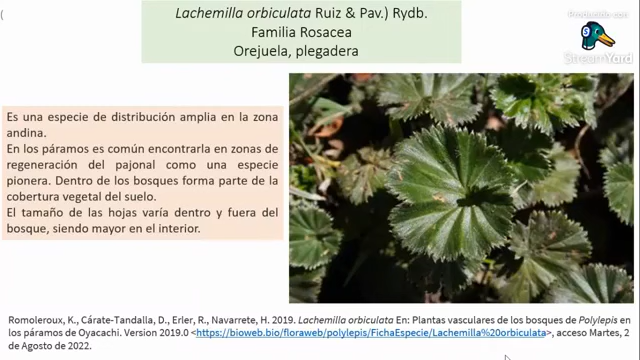 Lachemilla orbiculata Ruiz & Pav.) Rydb.
Familia Rosacea
Orejuela, plegadera
Producido con
StreamYard
Es una especie de distribución amplia en la zona
andina.
En los páramos es común encontrarla en zonas de
regeneración del pajonal como una especie
pionera. Dentro de los bosques forma parte de la
cobertura vegetal del suelo.
El tamaño de las hojas varía dentro y fuera del
bosque, siendo mayor en el interior.
Romoleroux, K., Cárate-Tandalla, D., Erler, R., Navarrete, H. 2019. Lachemilla orbiculata En: Plantas vasculares de los bosques de Polylepis en
los páramos de Oyacachi. Version 2019.0 <https://bioweb.bio/floraweb/polylepis/FichaEspecie/Lachemilla%20orbiculata>, acceso Martes, 2
de Agosto de 2022.